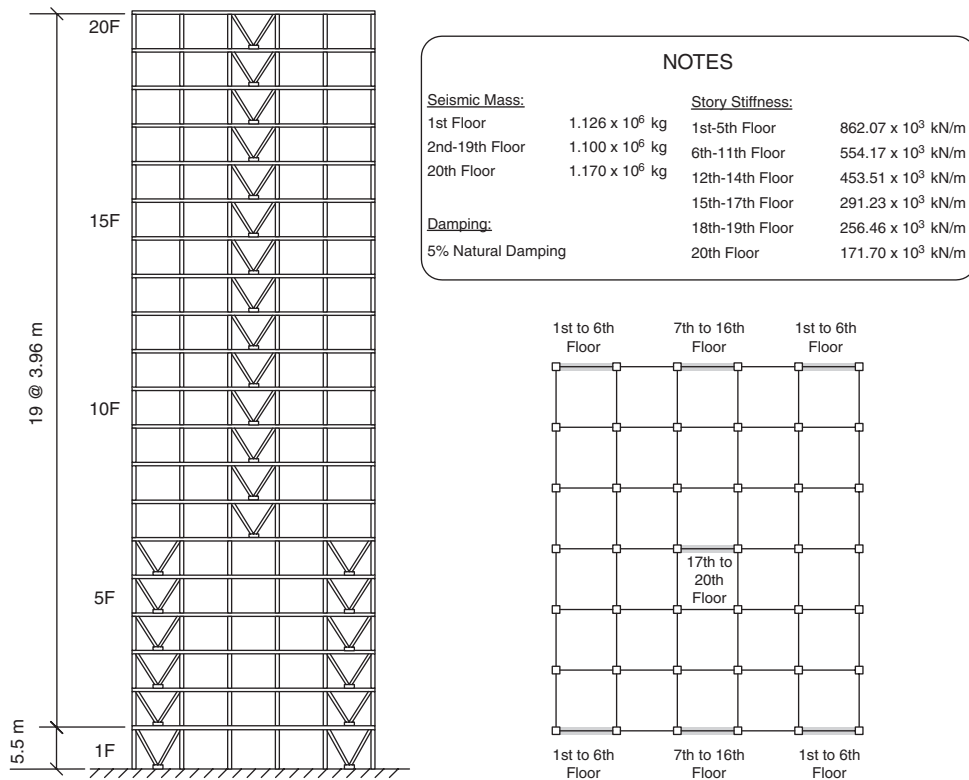 20F
15F
10F
5F
1F
19 @ 3.96 m
5.5 m
NOTES
Seismic Mass:
1st Floor 1.126 x 10⁶ kg
2nd-19th Floor 1.100 x 10⁶ kg
20th Floor 1.170 x 10⁶ kg
Damping:
5% Natural Damping
Story Stiffness:
1st-5th Floor 862.07 x 10³ kN/m
6th-11th Floor 554.17 x 10³ kN/m
12th-14th Floor 453.51 x 10³ kN/m
15th-17th Floor 291.23 x 10³ kN/m
18th-19th Floor 256.46 x 10³ kN/m
20th Floor 171.70 x 10³ kN/m
1st to 6th
Floor
7th to 16th
Floor
1st to 6th
Floor
17th to
20th
Floor
1st to 6th
Floor
7th to 16th
Floor
1st to 6th
Floor